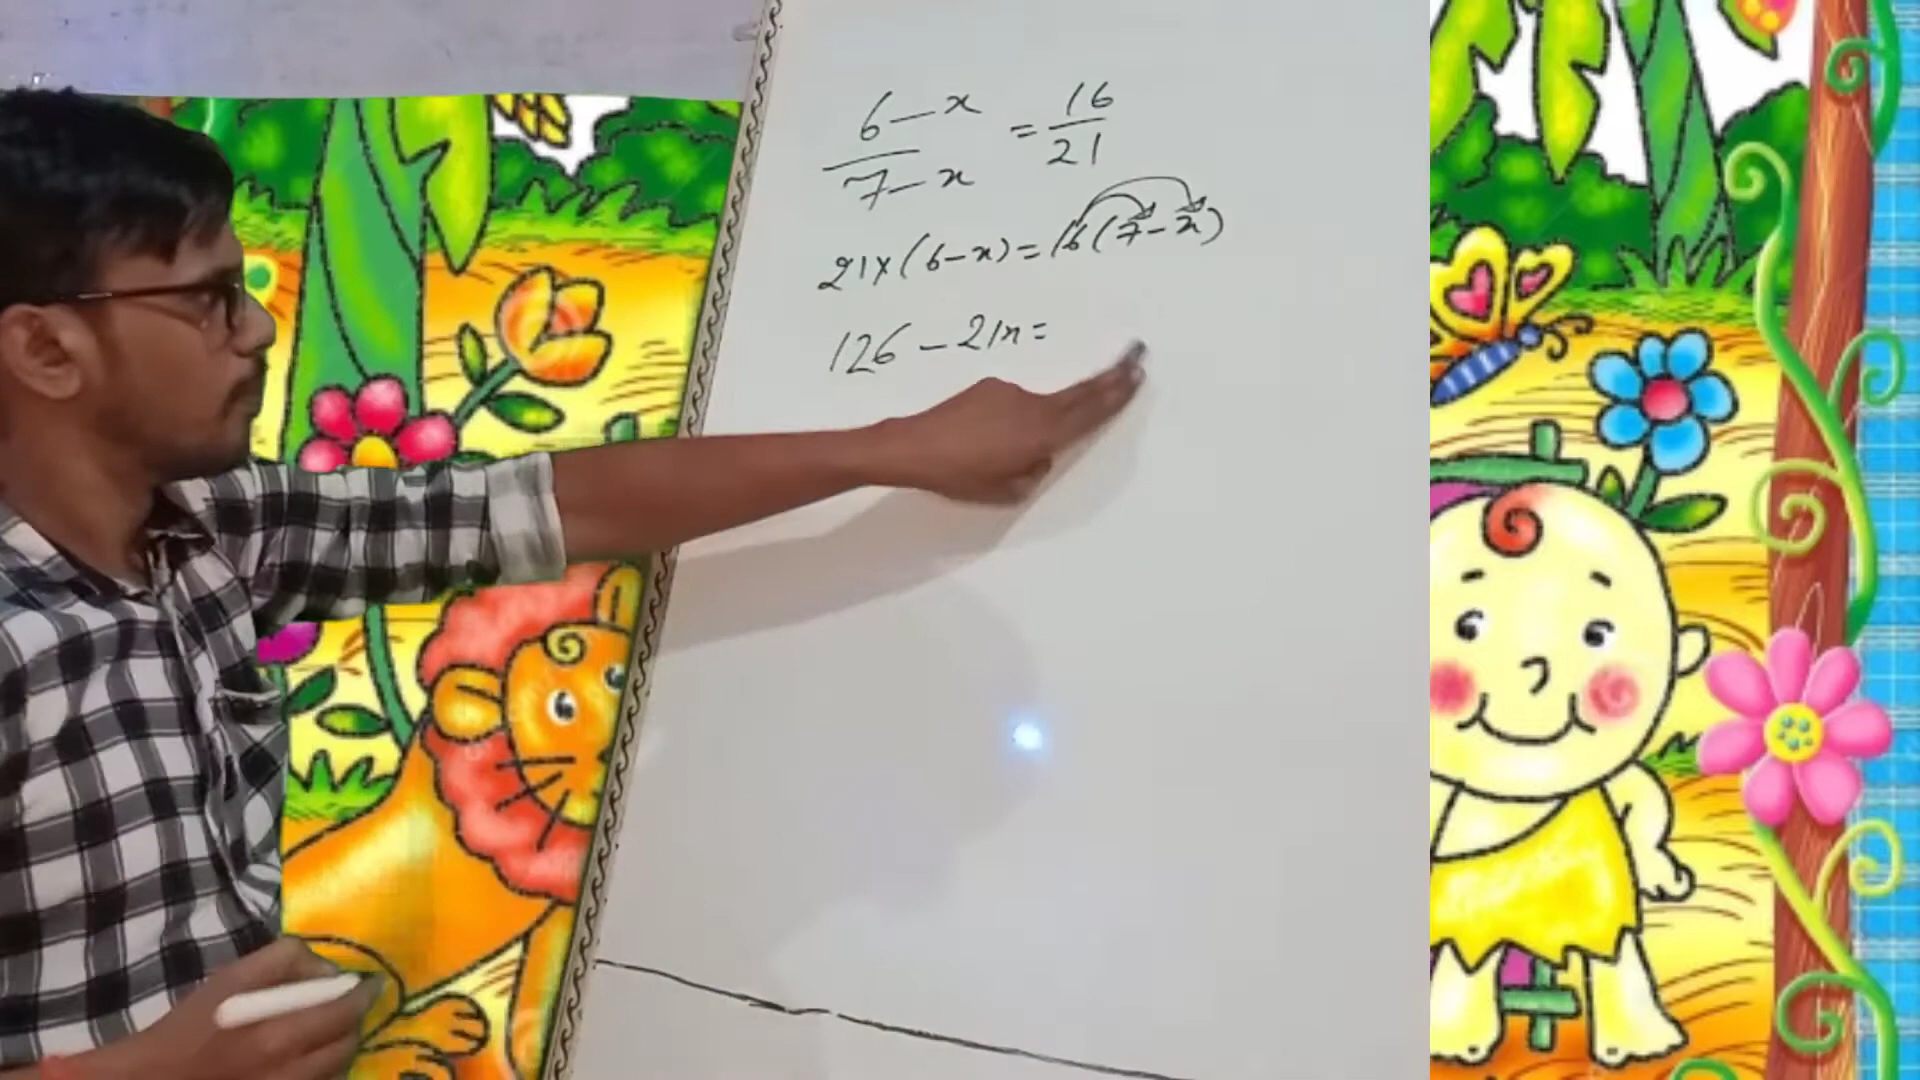 6-x/7-x = 16/21
21×(6-x)=16(7-x)
126-21x=